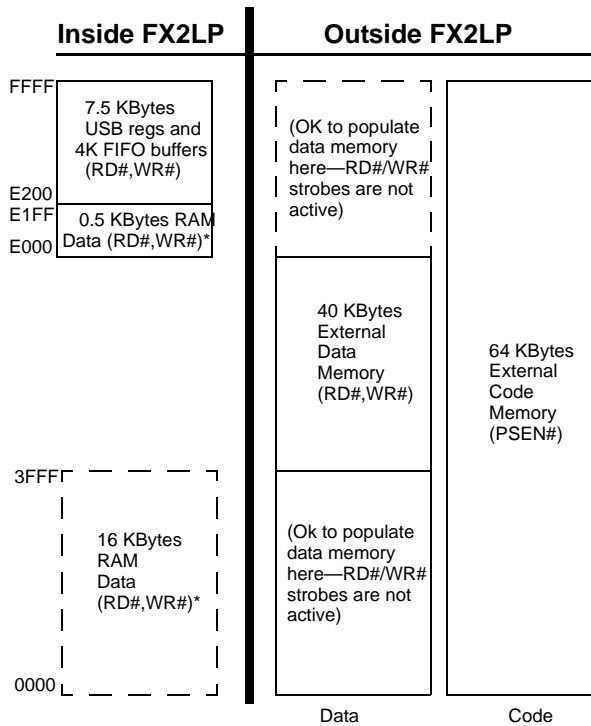 Inside FX2LP
Outside FX2LP
FFFF
7.5 KBytes
USB regs and
4K FIFO buffers
(RD#,WR#)
E200
E1FF
0.5 KBytes RAM
Data (RD#,WR#)*
E000
(OK to populate
data memory
here—RD#/WR#
strobes are not
active)
40 KBytes
External
Data
Memory
(RD#,WR#)
64 KBytes
External
Code
Memory
(PSEN#)
3FFF
16 KBytes
RAM
Data
(RD#,WR#)*
(Ok to populate
data memory
here—RD#/WR#
strobes are not
active)
0000
Data
Code